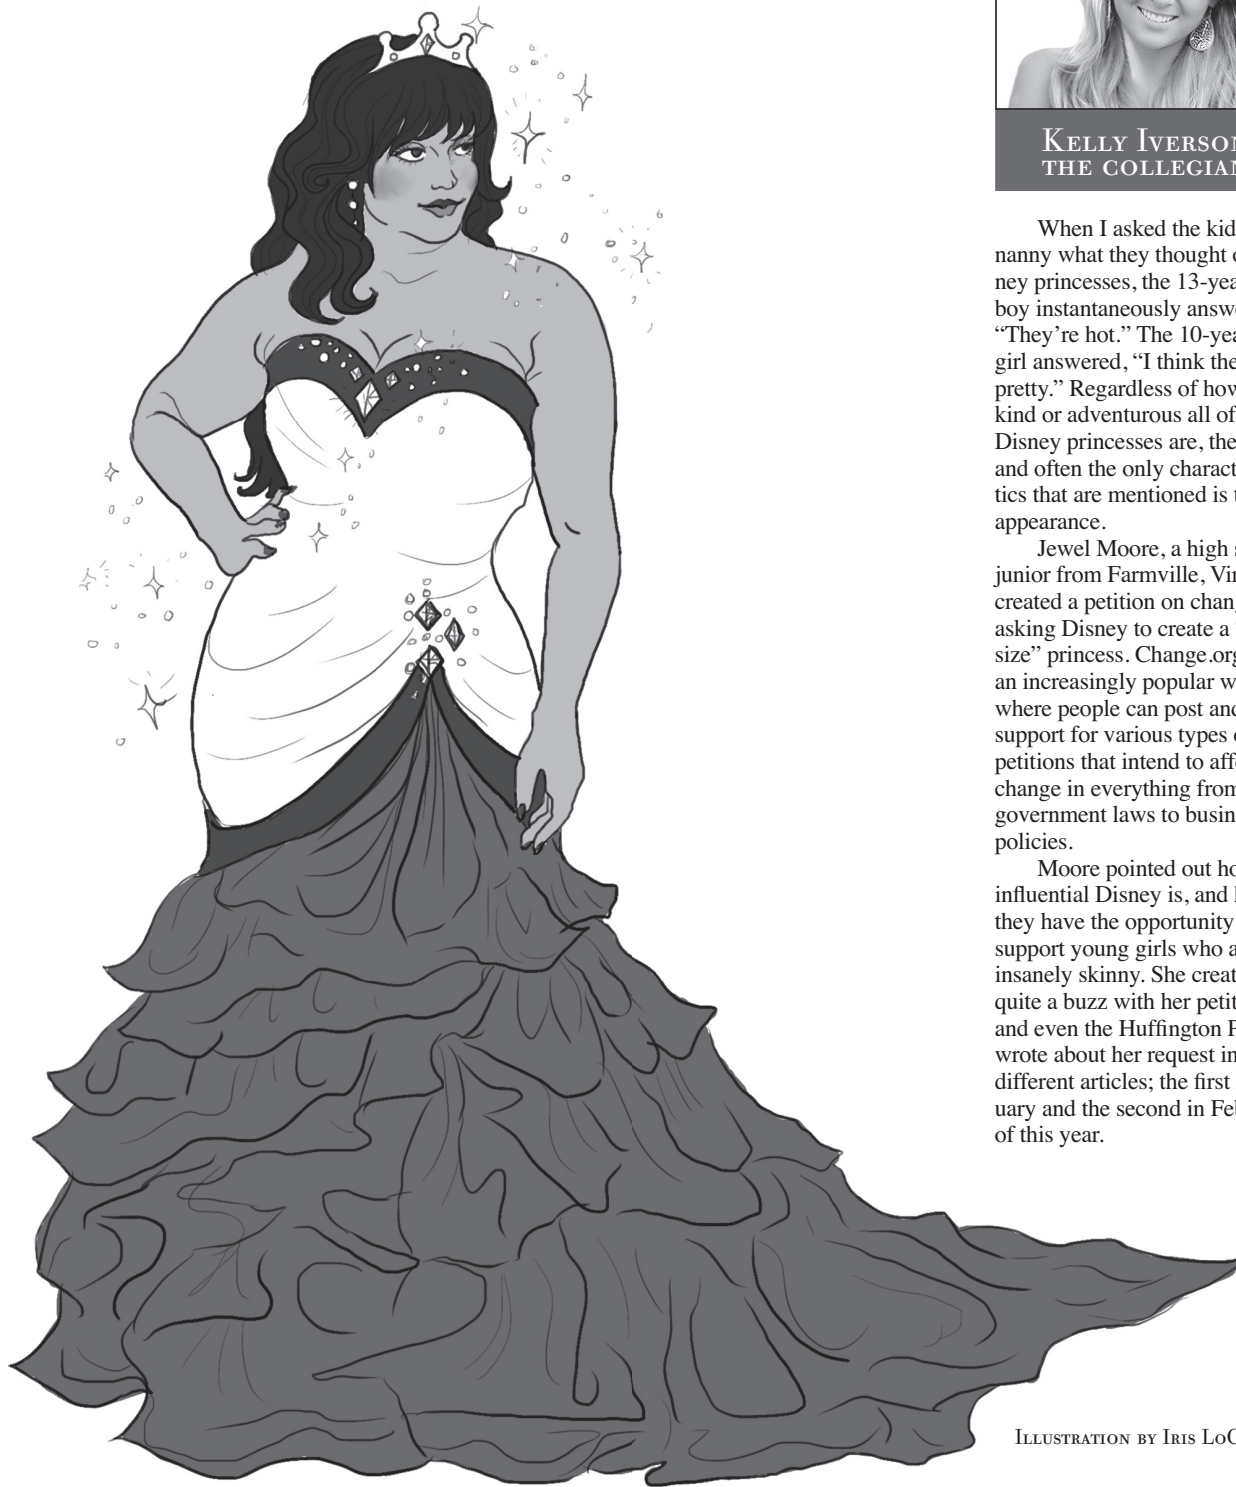 KELLY IVERSON
THE COLLEGIAN
When I asked the kid
nanny what they thought
ney princesses, the 13-yea
boy instantaneously answ
“They’re hot.” The 10-yea
girl answered, “I think the
pretty.” Regardless of how
kind or adventurous all of
Disney princesses are, the
and often the only charact
tics that are mentioned is
appearance.
Jewel Moore, a high
junior from Farmville, Vir
created a petition on chan
asking Disney to create a
size” princess. Change.org
an increasingly popular w
where people can post and
support for various types
petitions that intend to aff
change in everything from
government laws to busin
policies.
Moore pointed out ho
influential Disney is, and
they have the opportunity
support young girls who a
insanely skinny. She creat
quite a buzz with her petit
and even the Huffington P
wrote about her request in
different articles; the first
uary and the second in Feb
of this year.
ILLUSTRATION BY IRIS LO